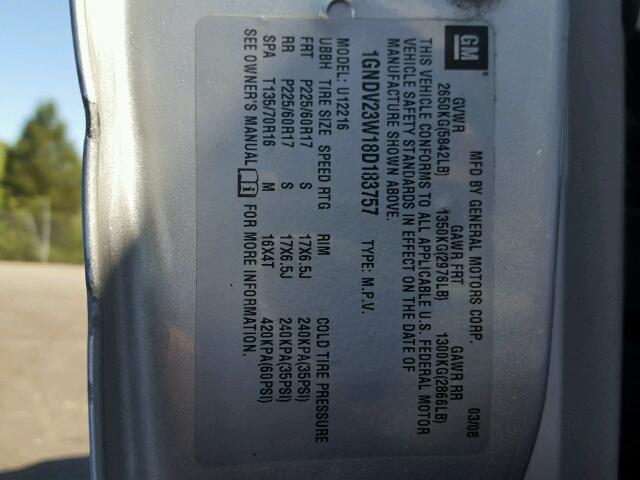 GM
MFD BY GENERAL MOTORS CORP. 03/08
GVWR GAWR FRT GAWR RR
2650KG(5842LB) 1350KG(2976LB) 1300KG(2866LB)
THIS VEHICLE CONFORMS TO ALL APPLICABLE U.S. FEDERAL MOTOR
VEHICLE SAFETY STANDARDS IN EFFECT ON THE DATE OF
MANUFACTURE SHOWN ABOVE.
1GNDV23W18D183757 TYPE: M.P.V.
MODEL: U12216
UBBH TIRE SIZE SPEED RTG RIM COLD TIRE PRESSURE
FRT P225/60R17 S 17X6.5J 240KPA(35PSI)
RR P225/60R17 S 17X6.5J 240KPA(35PSI)
SPA T135/70R16 M 16X4T 420KPA(60PSI)
SEE OWNER'S MANUAL FOR MORE INFORMATION.